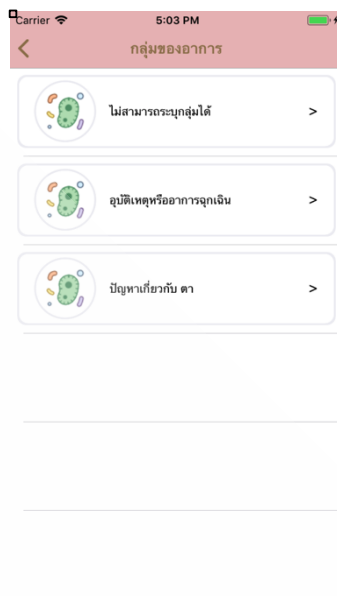 Carrier 5:03 PM
กลุ่มของอาการ
ไม่สามารถระบุกลุ่มได้ >
อุบัติเหตุหรืออาการฉุกเฉิน >
ปัญหาเกี่ยวกับ ตา >